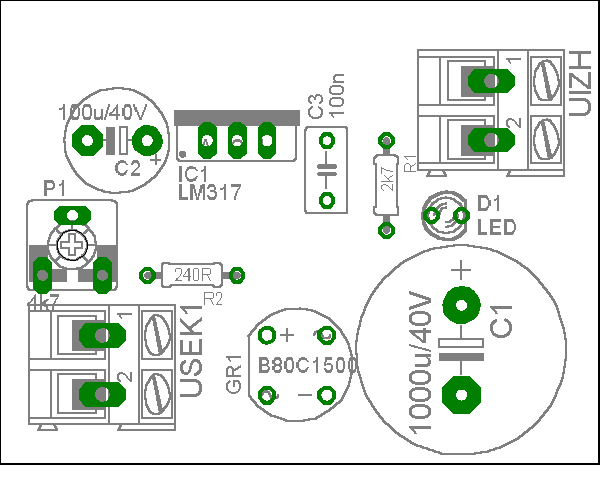 100u/40V
+
C2
IC1
LM317
A
O
C3
100n
R1
2k7
1
2
UIZH
P1
4k7
240R
R2
D1
LED
1
2
USEK1
GR1
+
~
B80C1500
~
−
+
1000u/40V
C1